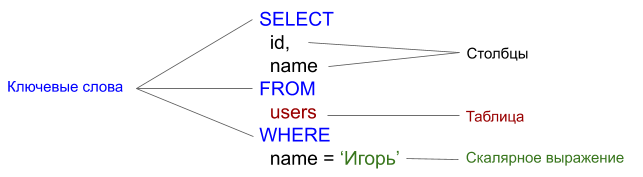 SELECT
id,
name
Столбцы
Ключевые слова
FROM
users
Таблица
WHERE
name = ‘Игорь’
Скалярное выражение